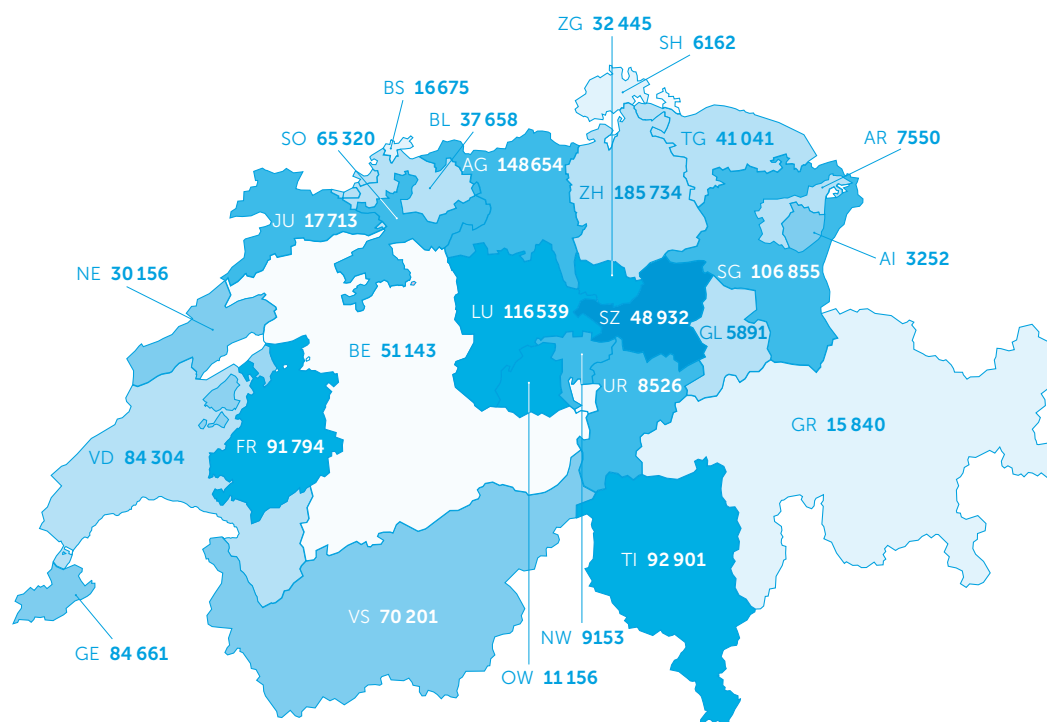 ZG 32 445
SH 6162
BS 16 675
BL 37 658
SO 65 320
AG 148 654
TG 41 041
AR 7550
ZH 185 734
JU 17 713
AI 3252
NE 30 156
SG 106 855
LU 116 539
SZ 48 932
GL 5891
BE 51 143
UR 8526
GR 15 840
FR 91 794
VD 84 304
TI 92 901
VS 70 201
NW 9153
GE 84 661
OW 11 156